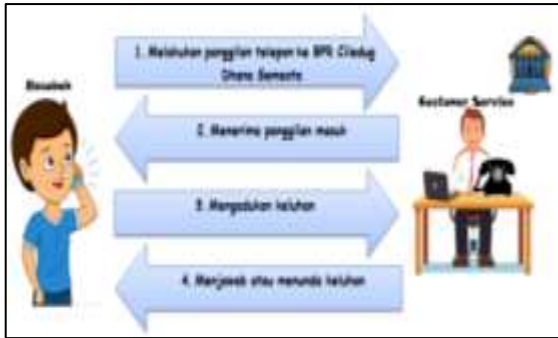 1. Melakukan panggilan telepon ke BPR Ciledug
Dhana Semesta
Nasabah
Customer Service
2. Menerima panggilan masuk
3. Mengadukan keluhan
4. Menjawab atau menunda keluhan